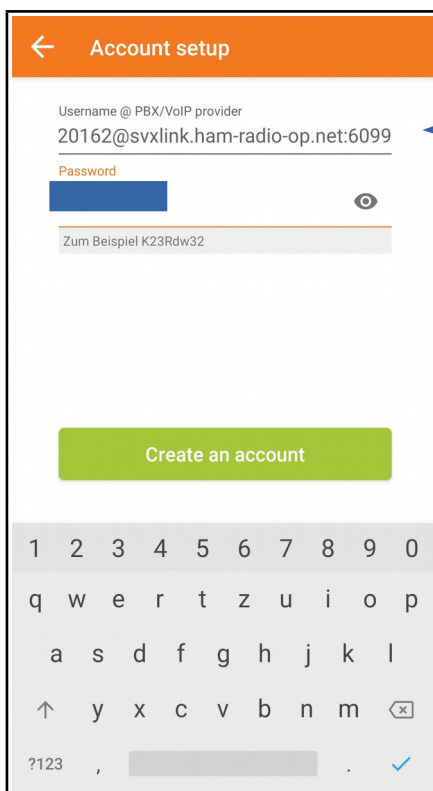 Account setup
Username @ PBX/VoIP provider
20162@svxlink.ham-radio-op.net:6099
Password
Zum Beispiel K23Rdw32
Create an account
1 2 3 4 5 6 7 8 9 0
q w e r t z u i o p
a s d f g h j k l
y x c v b n m
?123 , .